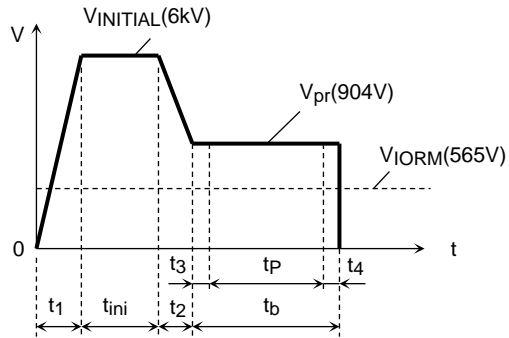 VINITIAL(6kV)
V
Vpr(904V)
VIORM(565V)
0
t
t3
tP
t4
t1
tini
t2
tb